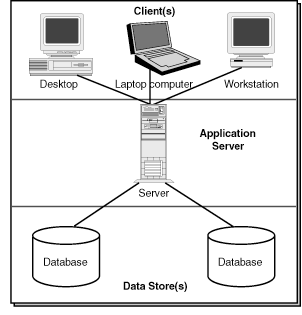 Client(s)
Desktop
Laptop computer
Workstation
Application
Server
Server
Database
Database
Data Store(s)